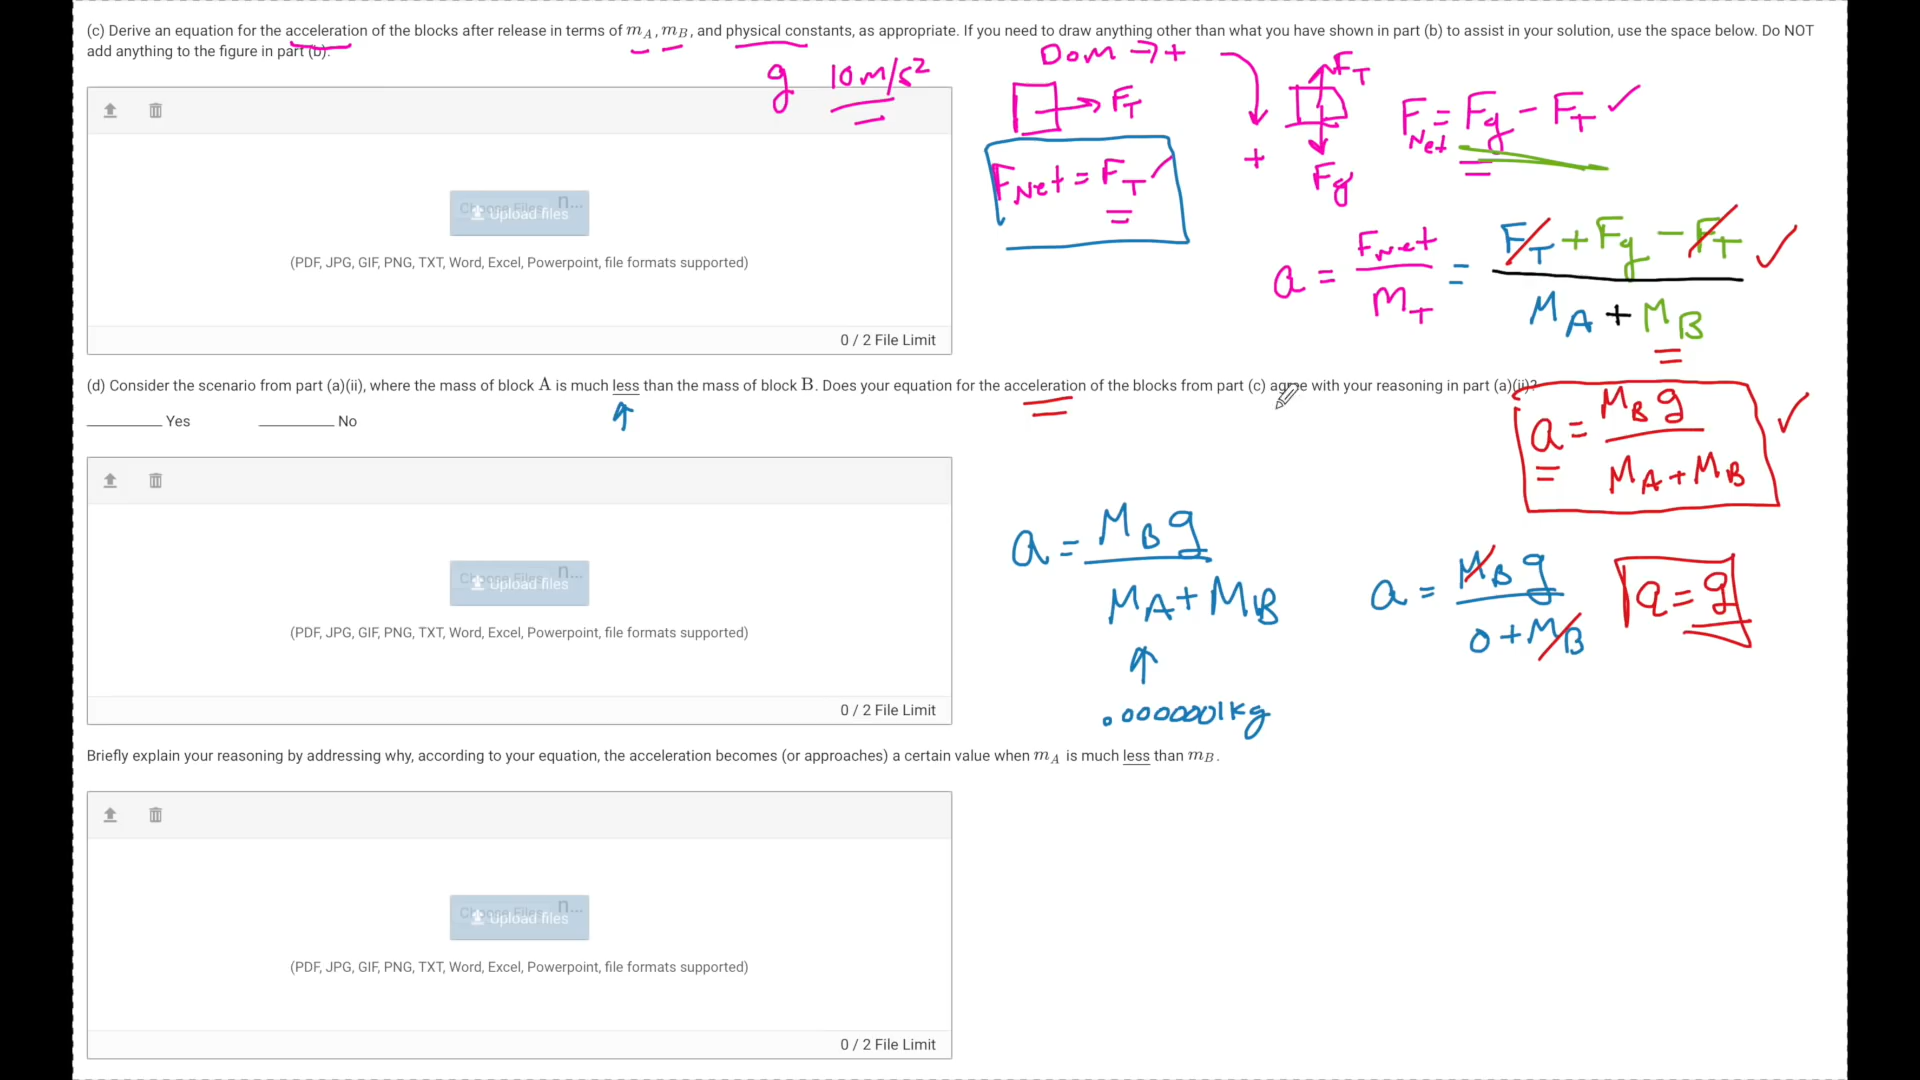 (c) Derive an equation for the acceleration of the blocks after release in terms of m_A, m_B, and physical constants, as appropriate. If you need to draw anything other than what you have shown in part (b) to assist in your solution, use the space below. Do NOT
add anything to the figure in part (b).
g 10m/s²
DOM → +
F_T
+
F_T
F_g
F_Net = F_g - F_T ✓
F_Net = F_T ✓
Upload files
(PDF, JPG, GIF, PNG, TXT, Word, Excel, Powerpoint, file formats supported)
0 / 2 File Limit
a = F_Net / M_T = F_T + F_g - F_T / M_A + M_B ✓
(d) Consider the scenario from part (a)(ii), where the mass of block A is much less than the mass of block B. Does your equation for the acceleration of the blocks from part (c) agree with your reasoning in part (a)(ii)?
Yes No
a = M_B g / M_A + M_B ✓
Upload files
(PDF, JPG, GIF, PNG, TXT, Word, Excel, Powerpoint, file formats supported)
0 / 2 File Limit
a = M_B g / M_A + M_B
.0000001kg
a = M_B g / 0 + M_B
a = g
Briefly explain your reasoning by addressing why, according to your equation, the acceleration becomes (or approaches) a certain value when m_A is much less than m_B.
Upload files
(PDF, JPG, GIF, PNG, TXT, Word, Excel, Powerpoint, file formats supported)
0 / 2 File Limit